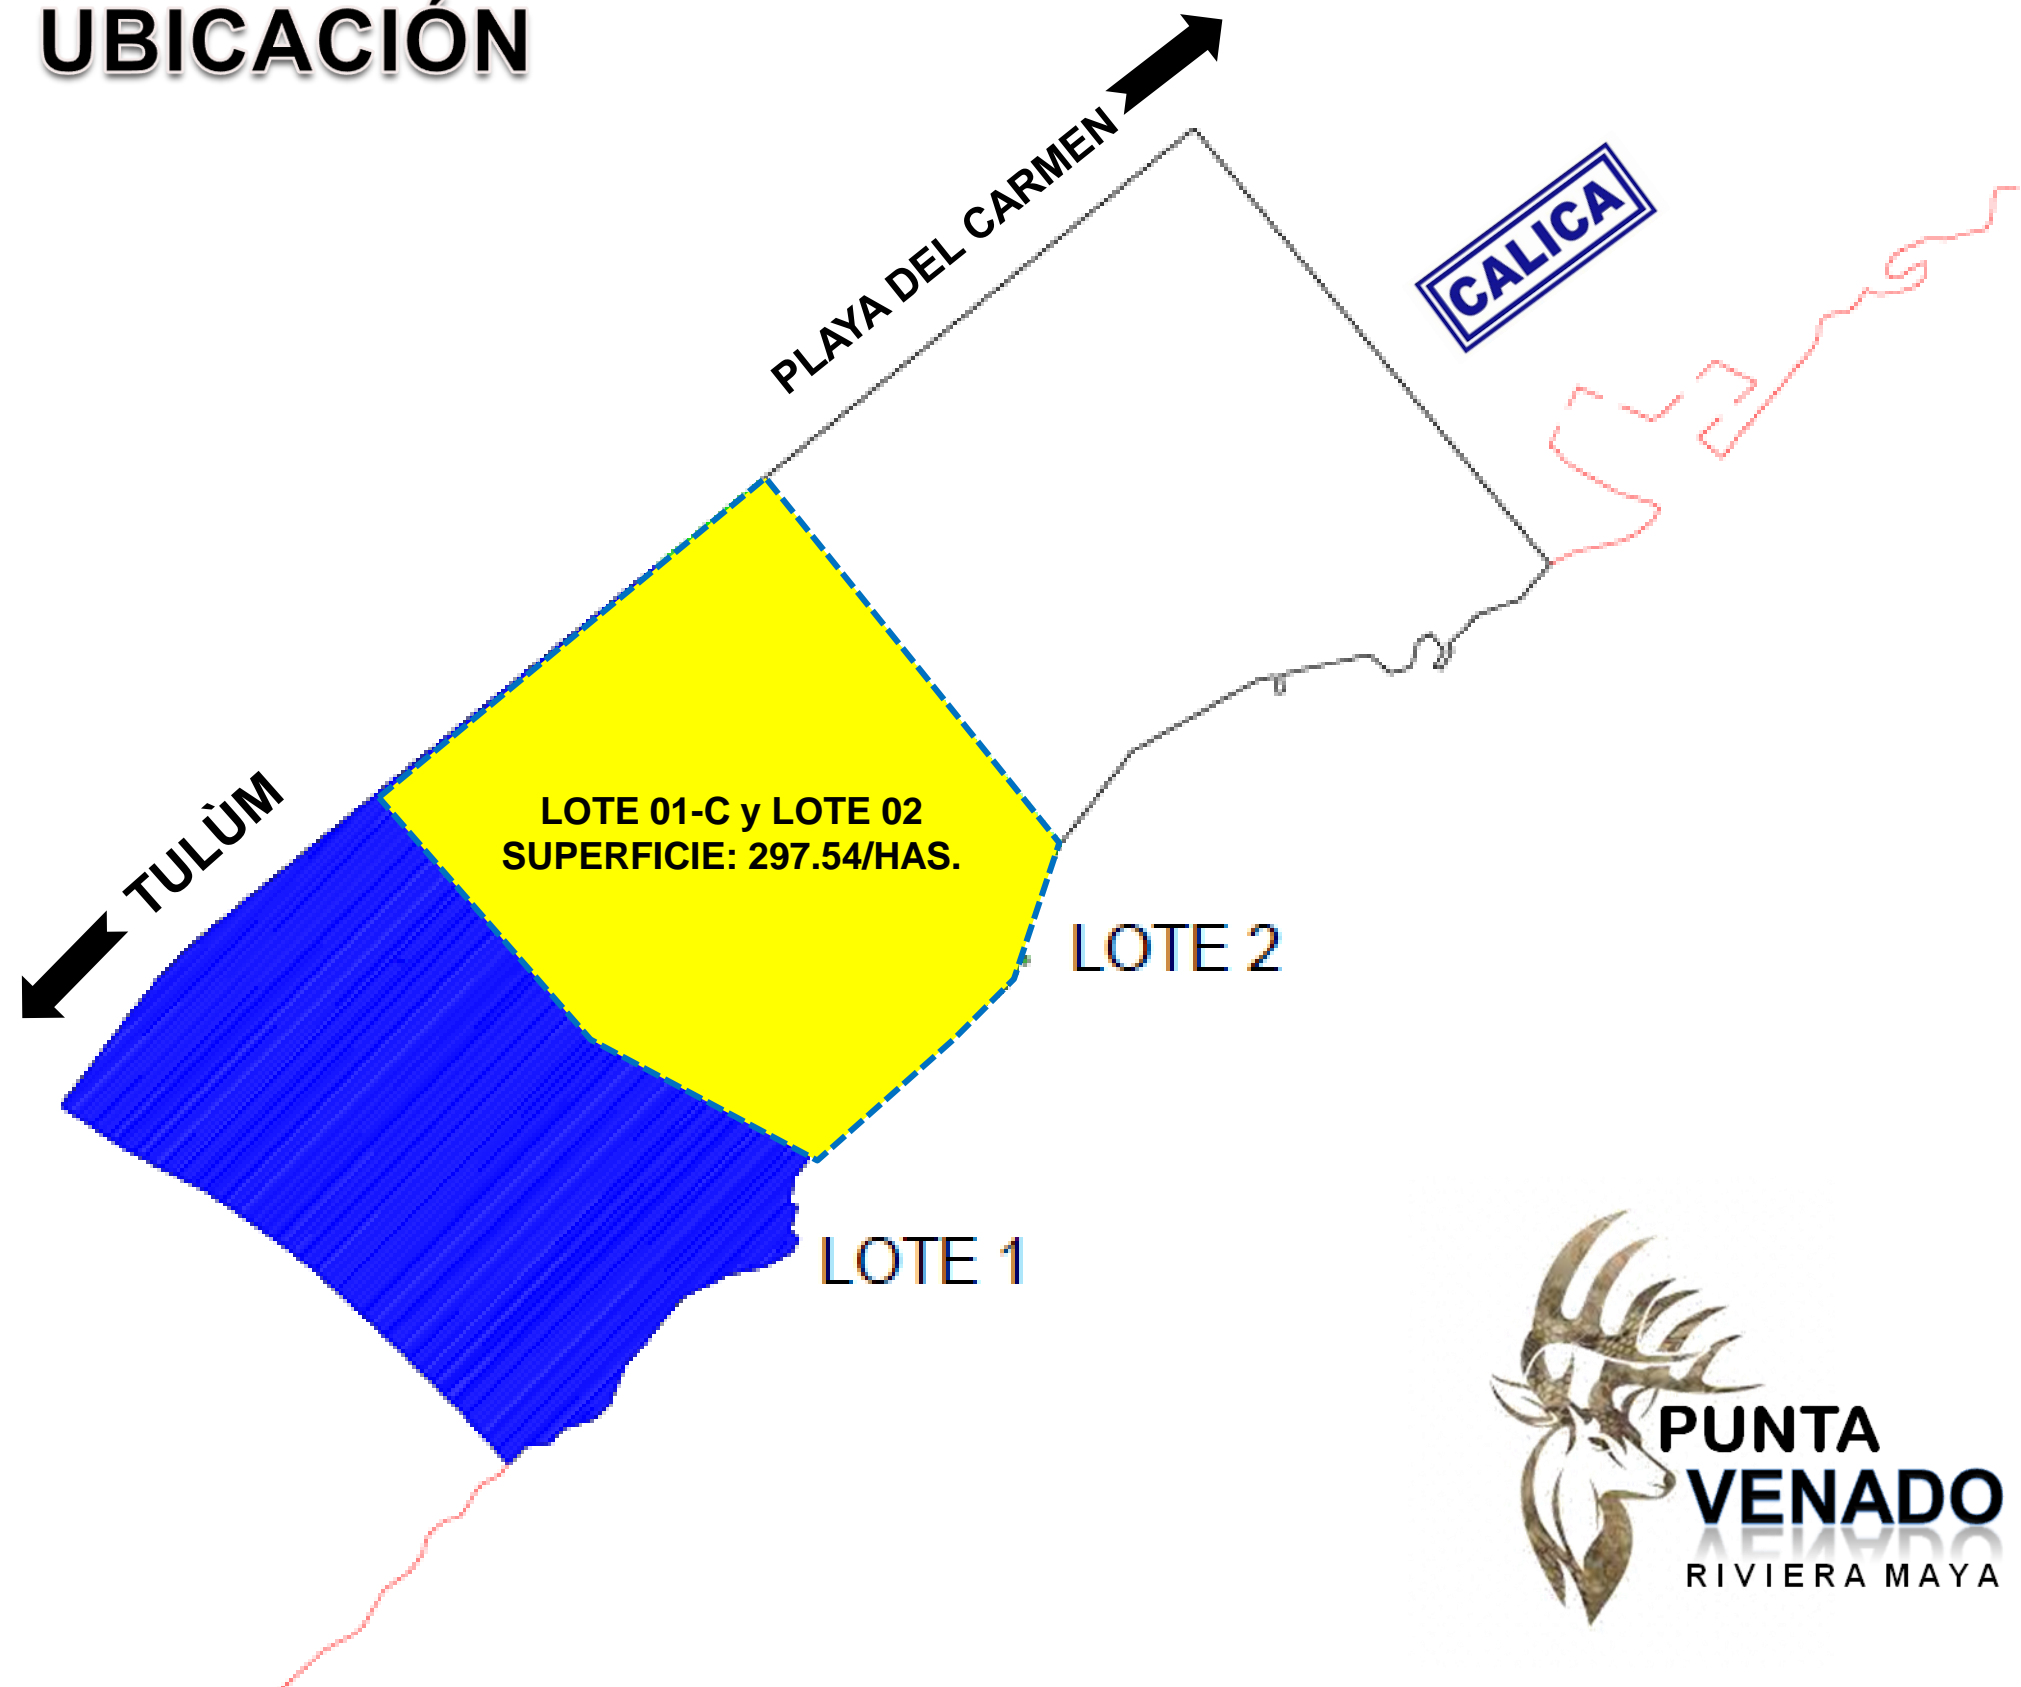 UBICACIÓN
PLAYA DEL CARMEN
CALICA
TULÙM
LOTE 01-C y LOTE 02
SUPERFICIE: 297.54/HAS.
LOTE 2
LOTE 1
PUNTA
VENADO
RIVIERA MAYA